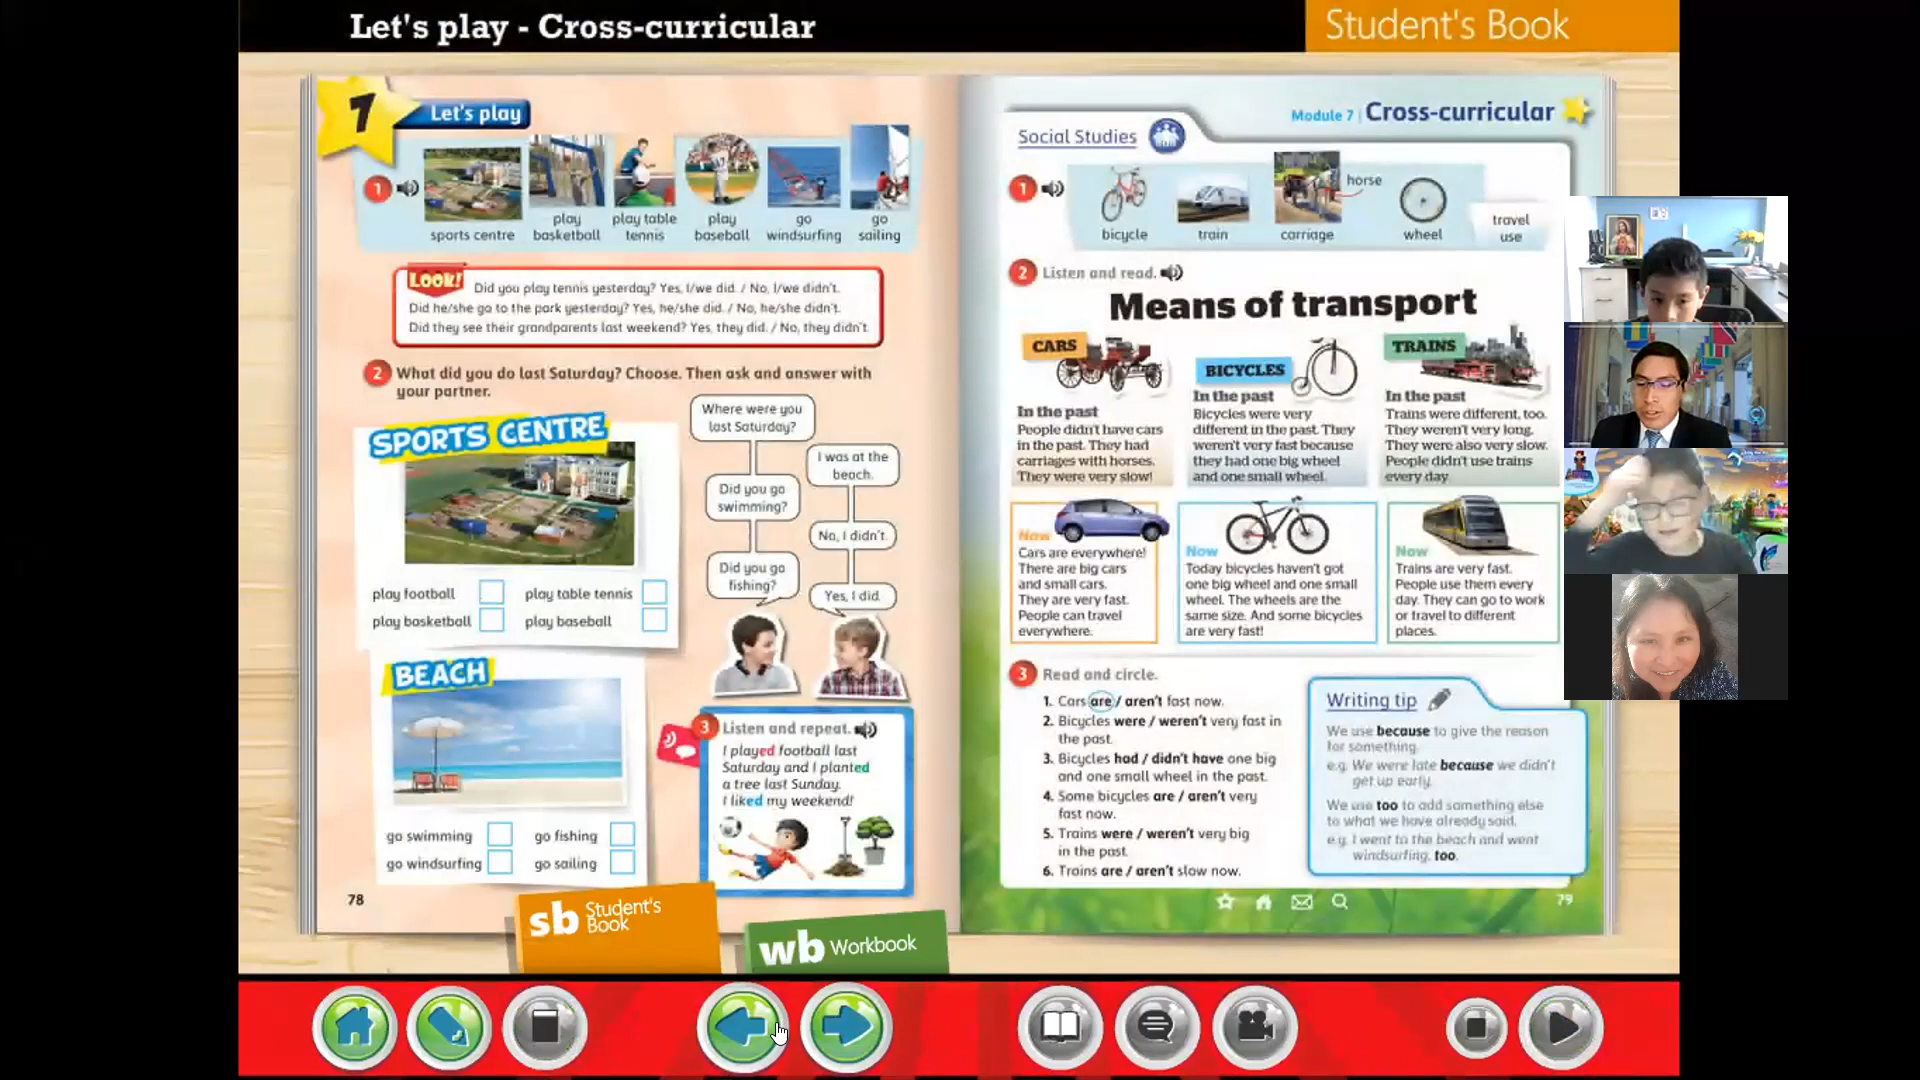 Let's play - Cross-curricular
Student's Book
7
Let's play
1
sports centre
play
basketball
play table
tennis
play
baseball
go
windsurfing
go
sailing
LOOK!
Did you play tennis yesterday? Yes, I/we did. / No, I/we didn't.
Did he/she go to the park yesterday? Yes, he/she did. / No, he/she didn't.
Did they see their grandparents last weekend? Yes, they did. / No, they didn't.
2 What did you do last Saturday? Choose. Then ask and answer with
your partner.
SPORTS CENTRE
play football
play table tennis
play basketball
play baseball
Where were you
last Saturday?
I was at the
beach.
Did you go
swimming?
No, I didn't.
Did you go
fishing?
Yes, I did.
BEACH
go swimming
go fishing
go windsurfing
go sailing
3 Listen and repeat.
I played football last
Saturday and I planted
a tree last Sunday.
I liked my weekend!
78
sb Student's
Book
wb Workbook
Module 7 | Cross-curricular
Social Studies
1
bicycle
train
carriage
horse
wheel
travel
use
2 Listen and read.
Means of transport
CARS
In the past
People didn't have cars
in the past. They had
carriages with horses.
They were very slow!
BICYCLES
In the past
Bicycles were very
different in the past. They
weren't very fast because
they had one big wheel
and one small wheel.
TRAINS
In the past
Trains were different, too.
They weren't very long.
They were also very slow.
People didn't use trains
every day.
Now
Cars are everywhere!
There are big cars
and small cars.
They are very fast.
People can travel
everywhere.
Now
Today bicycles haven't got
one big wheel and one small
wheel. The wheels are the
same size. And some bicycles
are very fast!
Now
Trains are very fast.
People use them every
day. They can go to work
or travel to different
places.
3 Read and circle.
1. Cars are / aren't fast now.
2. Bicycles were / weren't very fast in
the past.
3. Bicycles had / didn't have one big
and one small wheel in the past.
4. Some bicycles are / aren't very
fast now.
5. Trains were / weren't very big
in the past.
6. Trains are / aren't slow now.
Writing tip
We use because to give the reason
for something.
e.g. We were late because we didn't
get up early.
We use too to add something else
to what we have already said.
e.g. I went to the beach and went
windsurfing, too.
79